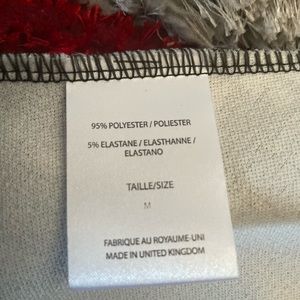 95% POLYESTER / POLIESTER
5% ELASTANE / ELASTHANNE /
ELASTANO
TAILLE/SIZE
M
FABRIQUE AU ROYAUME-UNI
MADE IN UNITED KINGDOM